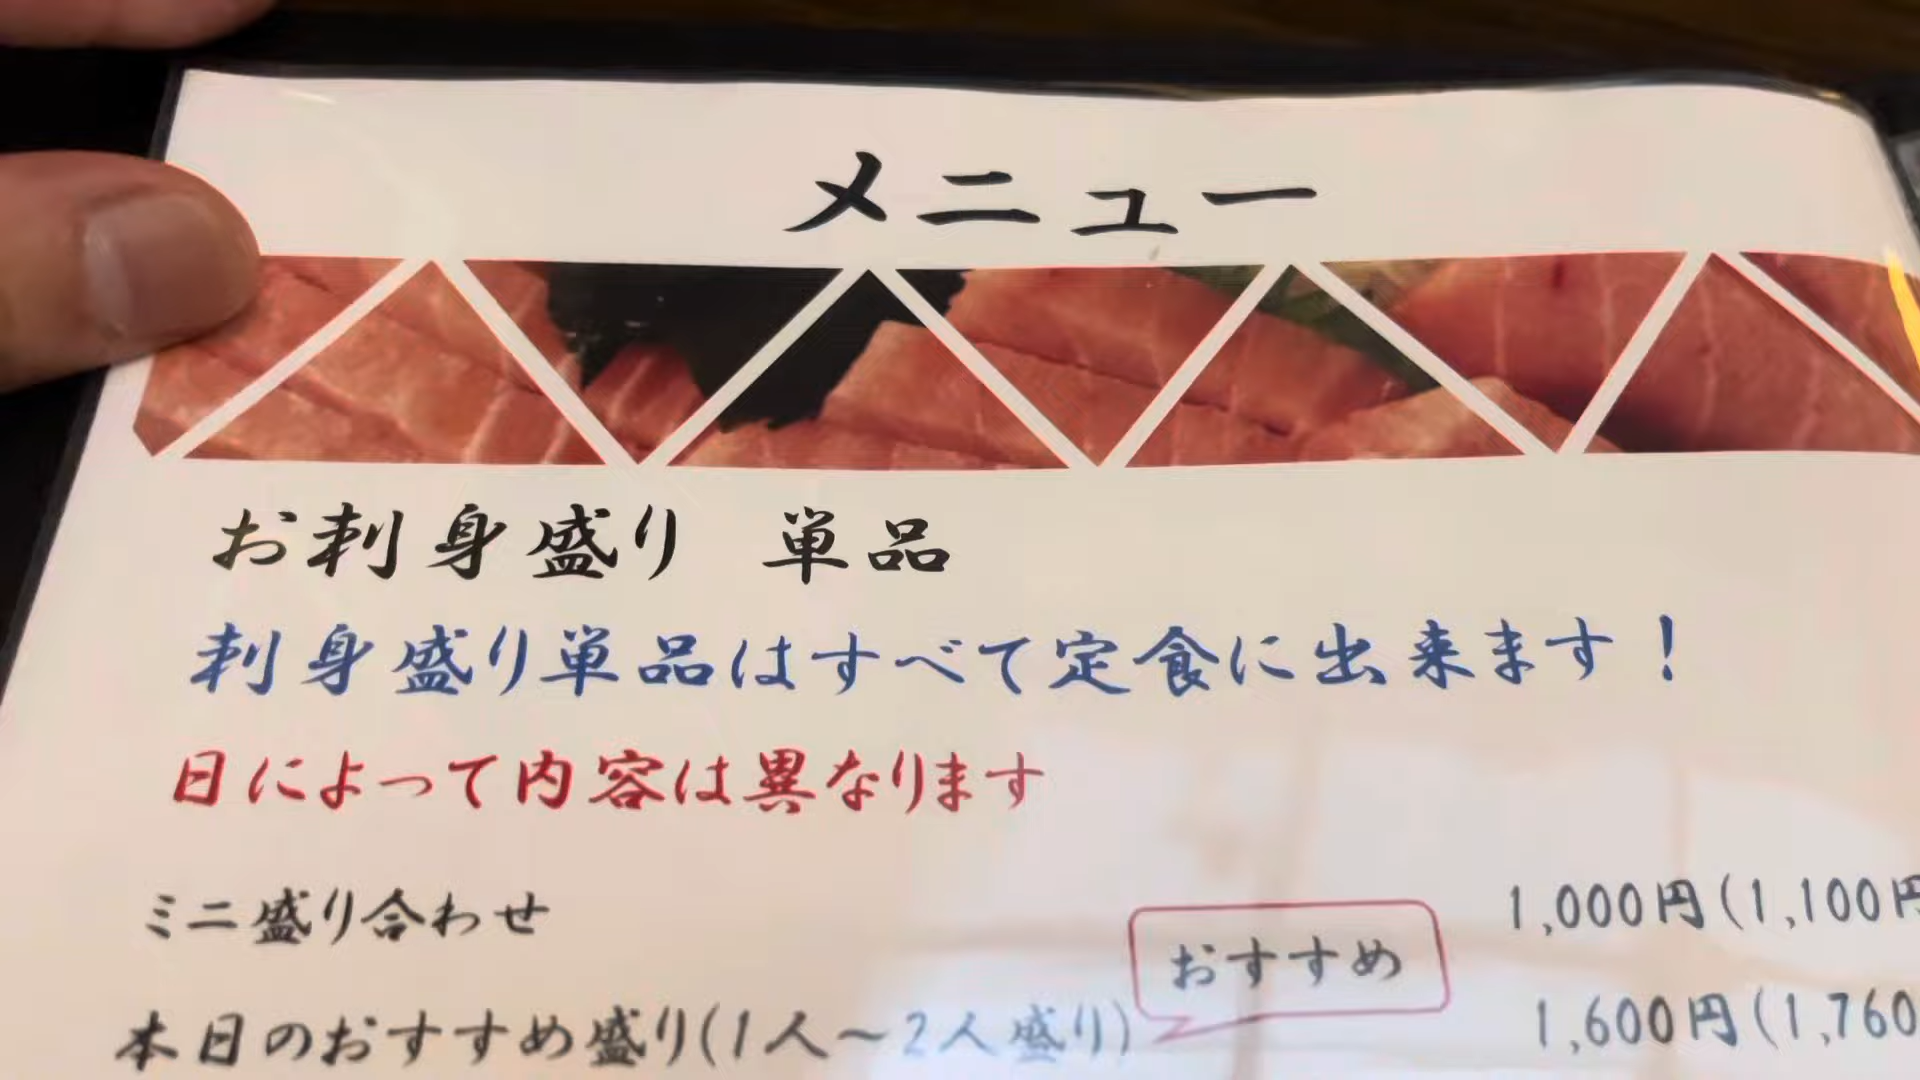 メニュー
お刺身盛り 単品
刺身盛り単品はすべて定食に出来ます！
日によって内容は異なります
ミニ盛り合わせ 1,000円(1,100円
おすすめ
本日のおすすめ盛り(1人～2人盛り) 1,600円(1,760